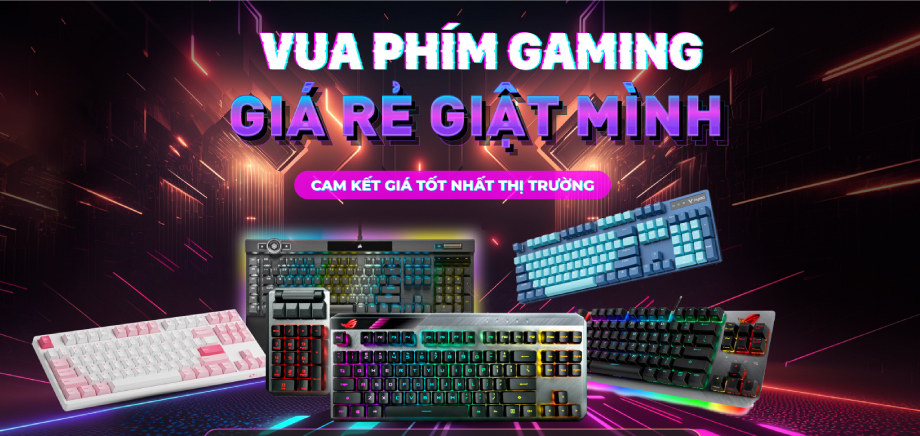 VUA PHÍM GAMING
GIÁ RẺ GIẬT MÌNH
CAM KẾT GIÁ TỐT NHẤT THỊ TRƯỜNG